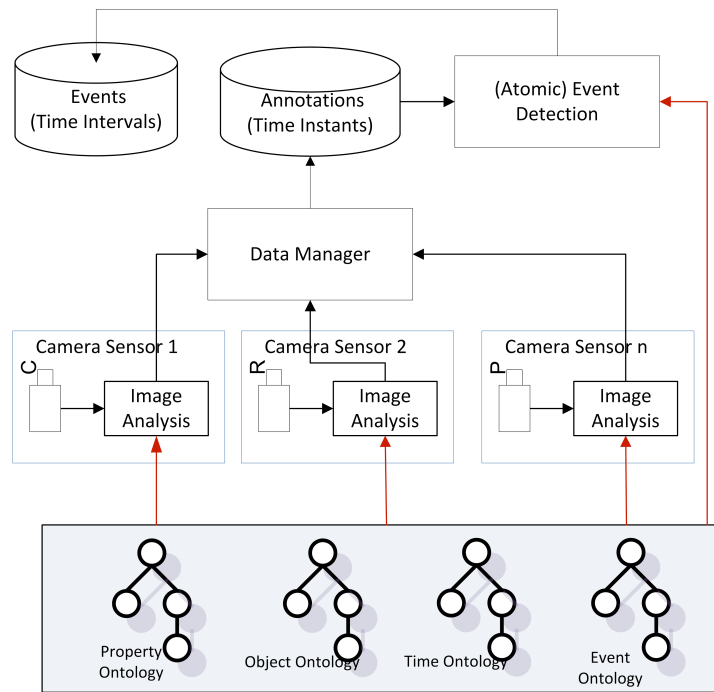 Events
(Time Intervals)
Annotations
(Time Instants)
(Atomic) Event
Detection
Data Manager
Camera Sensor 1
Camera Sensor 2
Camera Sensor n
C
R
P
Image
Analysis
Image
Analysis
Image
Analysis
Property
Ontology
Object Ontology
Time Ontology
Event
Ontology